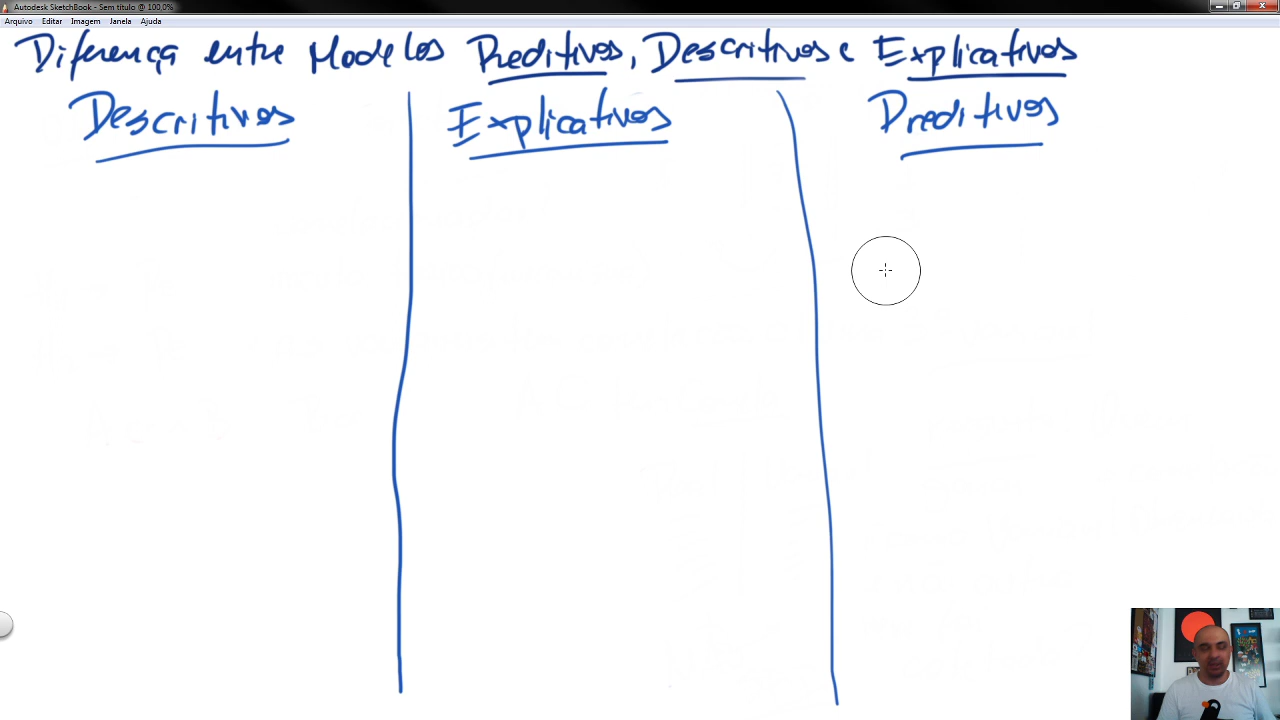 Autodesk SketchBook - Sem título @ 100,0%
Arquivo Editar Imagem Janela Ajuda
Diferença entre Modelos Preditivos, Descritivos e Explicativos
Descritivos Explicativos Preditivos